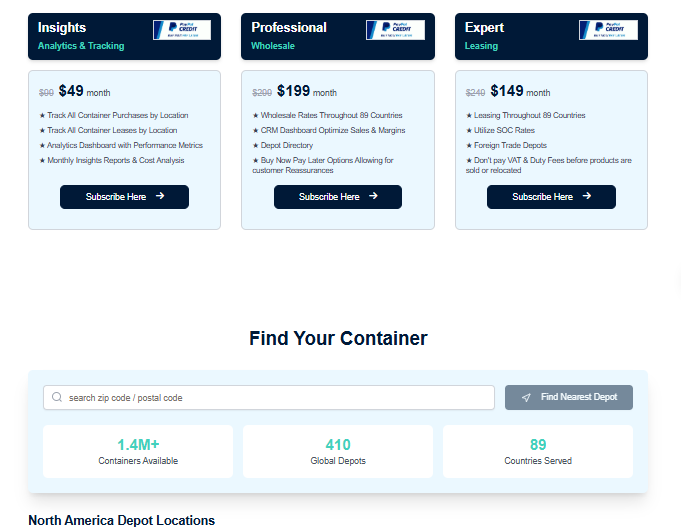 Insights
Analytics & Tracking
PayPal
CREDIT
Professional
Wholesale
PayPal
CREDIT
Expert
Leasing
PayPal
CREDIT
$49 month
★ Track All Container Purchases by Location
★ Track All Container Leases by Location
★ Analytics Dashboard with Performance Metrics
★ Monthly Insights Reports & Cost Analysis
Subscribe Here
$299 $199 month
★ Wholesale Rates Throughout 89 Countries
★ CRM Dashboard Optimize Sales & Margins
★ Depot Directory
★ Buy Now Pay Later Options Allowing for
customer Reassurances
Subscribe Here
$249 $149 month
★ Leasing Throughout 89 Countries
★ Utilize SOC Rates
★ Foreign Trade Depots
★ Don't pay VAT & Duty Fees before products are
sold or relocated
Subscribe Here
Find Your Container
search zip code / postal code
Find Nearest Depot
1.4M+
Containers Available
410
Global Depots
89
Countries Served
North America Depot Locations